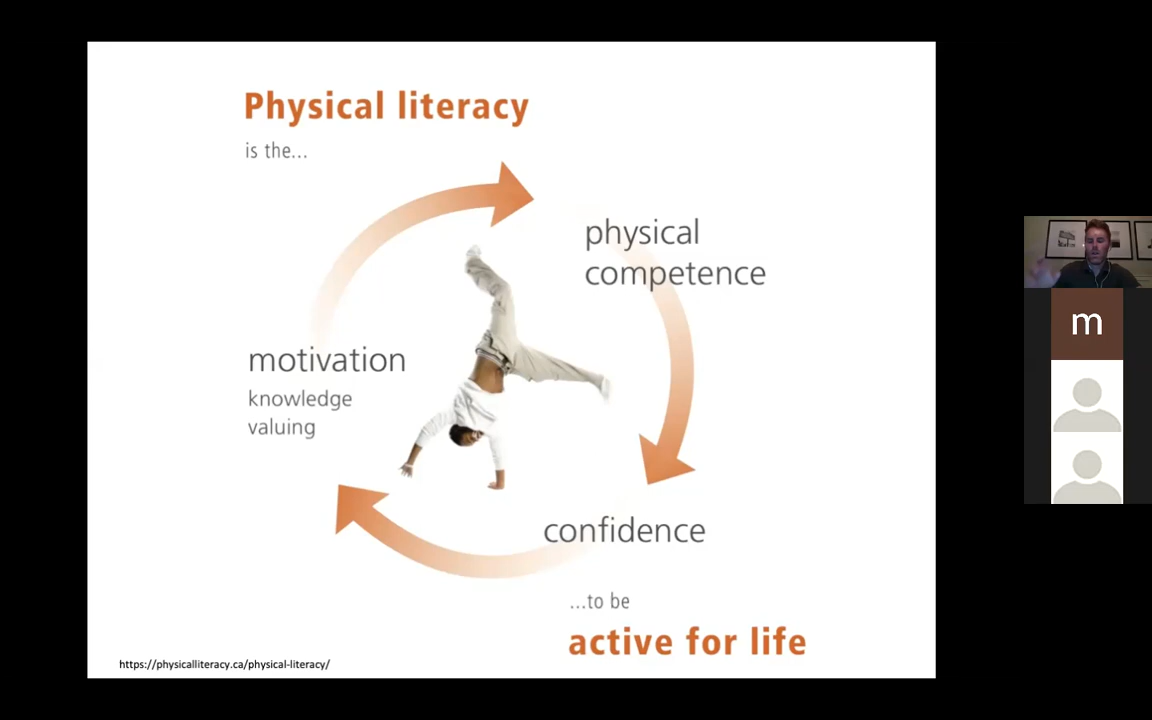 Physical literacy
is the...
physical
competence
motivation
knowledge
valuing
confidence
...to be
active for life
https://physicalliteracy.ca/physical-literacy/
m